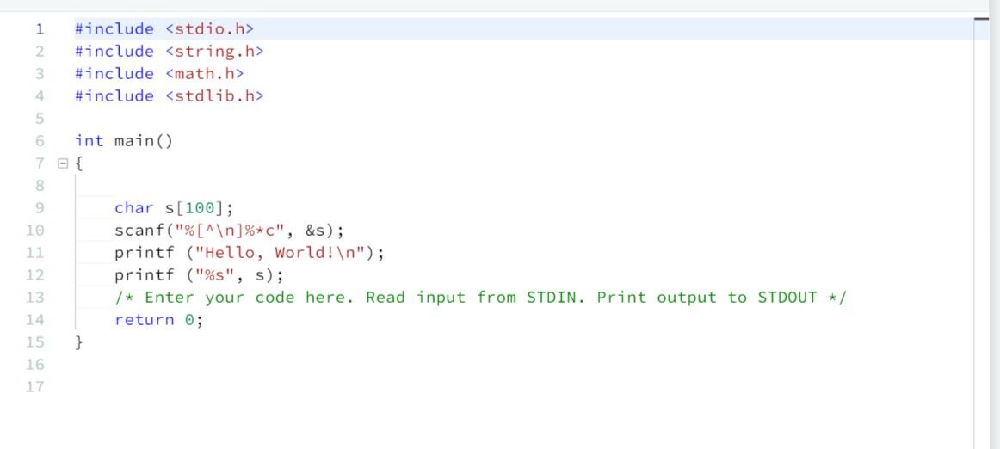 1 #include <stdio.h>
2 #include <string.h>
3 #include <math.h>
4 #include <stdlib.h>
5
6 int main()
7 {
8
9     char s[100];
10     scanf("%[^\n]%*c", &s);
11     printf ("Hello, World!\n");
12     printf ("%s", s);
13     /* Enter your code here. Read input from STDIN. Print output to STDOUT */
14     return 0;
15 }
16
17